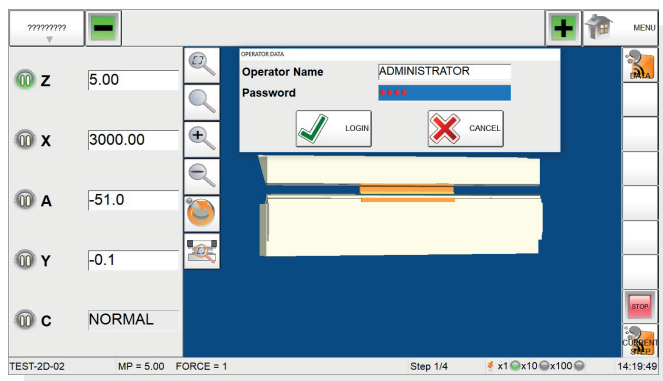 ?????????
MENU
OPERATOR DATA
Operator Name ADMINISTRATOR
Password ****
LOGIN CANCEL
DATA
Z 5.00
X 3000.00
A -51.0
Y -0.1
C NORMAL
STOP
CURRENT
STEP
TEST-2D-02 MP = 5.00 FORCE = 1 Step 1/4 x1 x10 x100 14:19:49